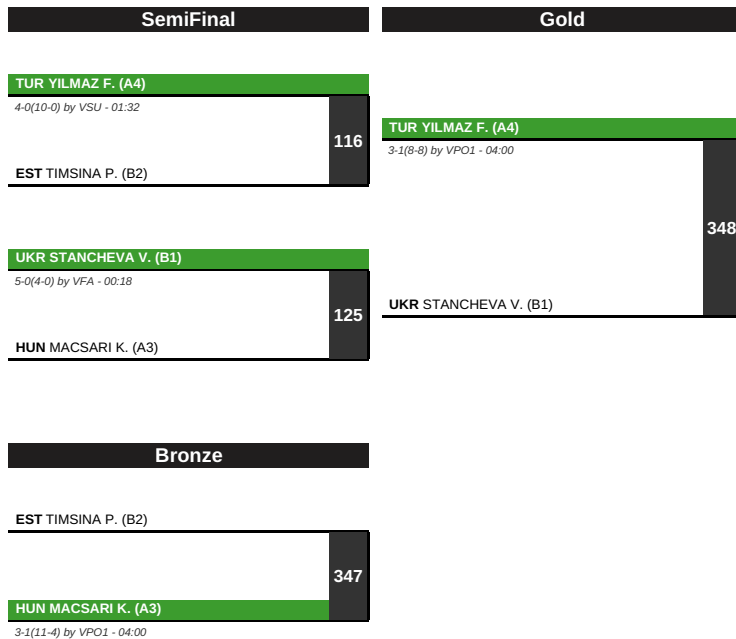 SemiFinal
TUR YILMAZ F. (A4)
4-0(10-0) by VSU - 01:32
116
EST TIMSINA P. (B2)
UKR STANCHEVA V. (B1)
5-0(4-0) by VFA - 00:18
125
HUN MACSARI K. (A3)
Gold
TUR YILMAZ F. (A4)
3-1(8-8) by VPO1 - 04:00
348
UKR STANCHEVA V. (B1)
Bronze
EST TIMSINA P. (B2)
347
HUN MACSARI K. (A3)
3-1(11-4) by VPO1 - 04:00